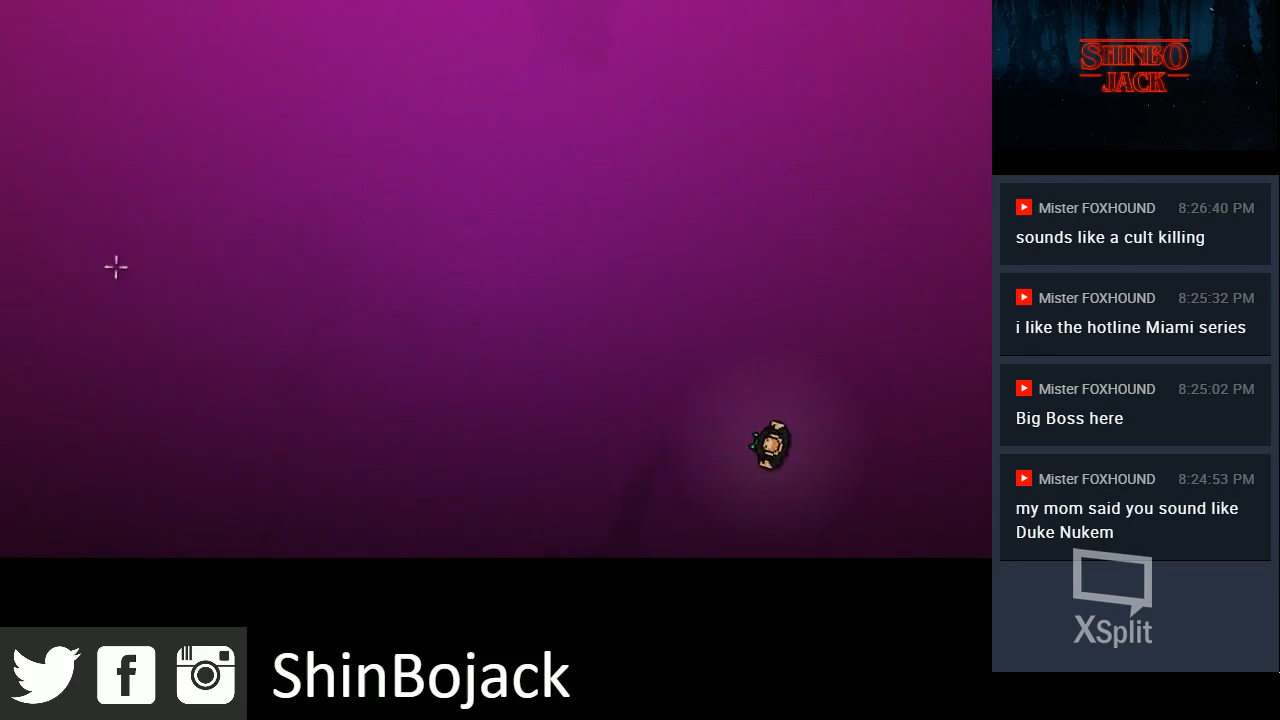 SHINBO
JACK
Mister FOXHOUND 8:26:40 PM
sounds like a cult killing
Mister FOXHOUND 8:25:32 PM
i like the hotline Miami series
Mister FOXHOUND 8:25:02 PM
Big Boss here
Mister FOXHOUND 8:24:53 PM
my mom said you sound like
Duke Nukem
XSplit
ShinBojack